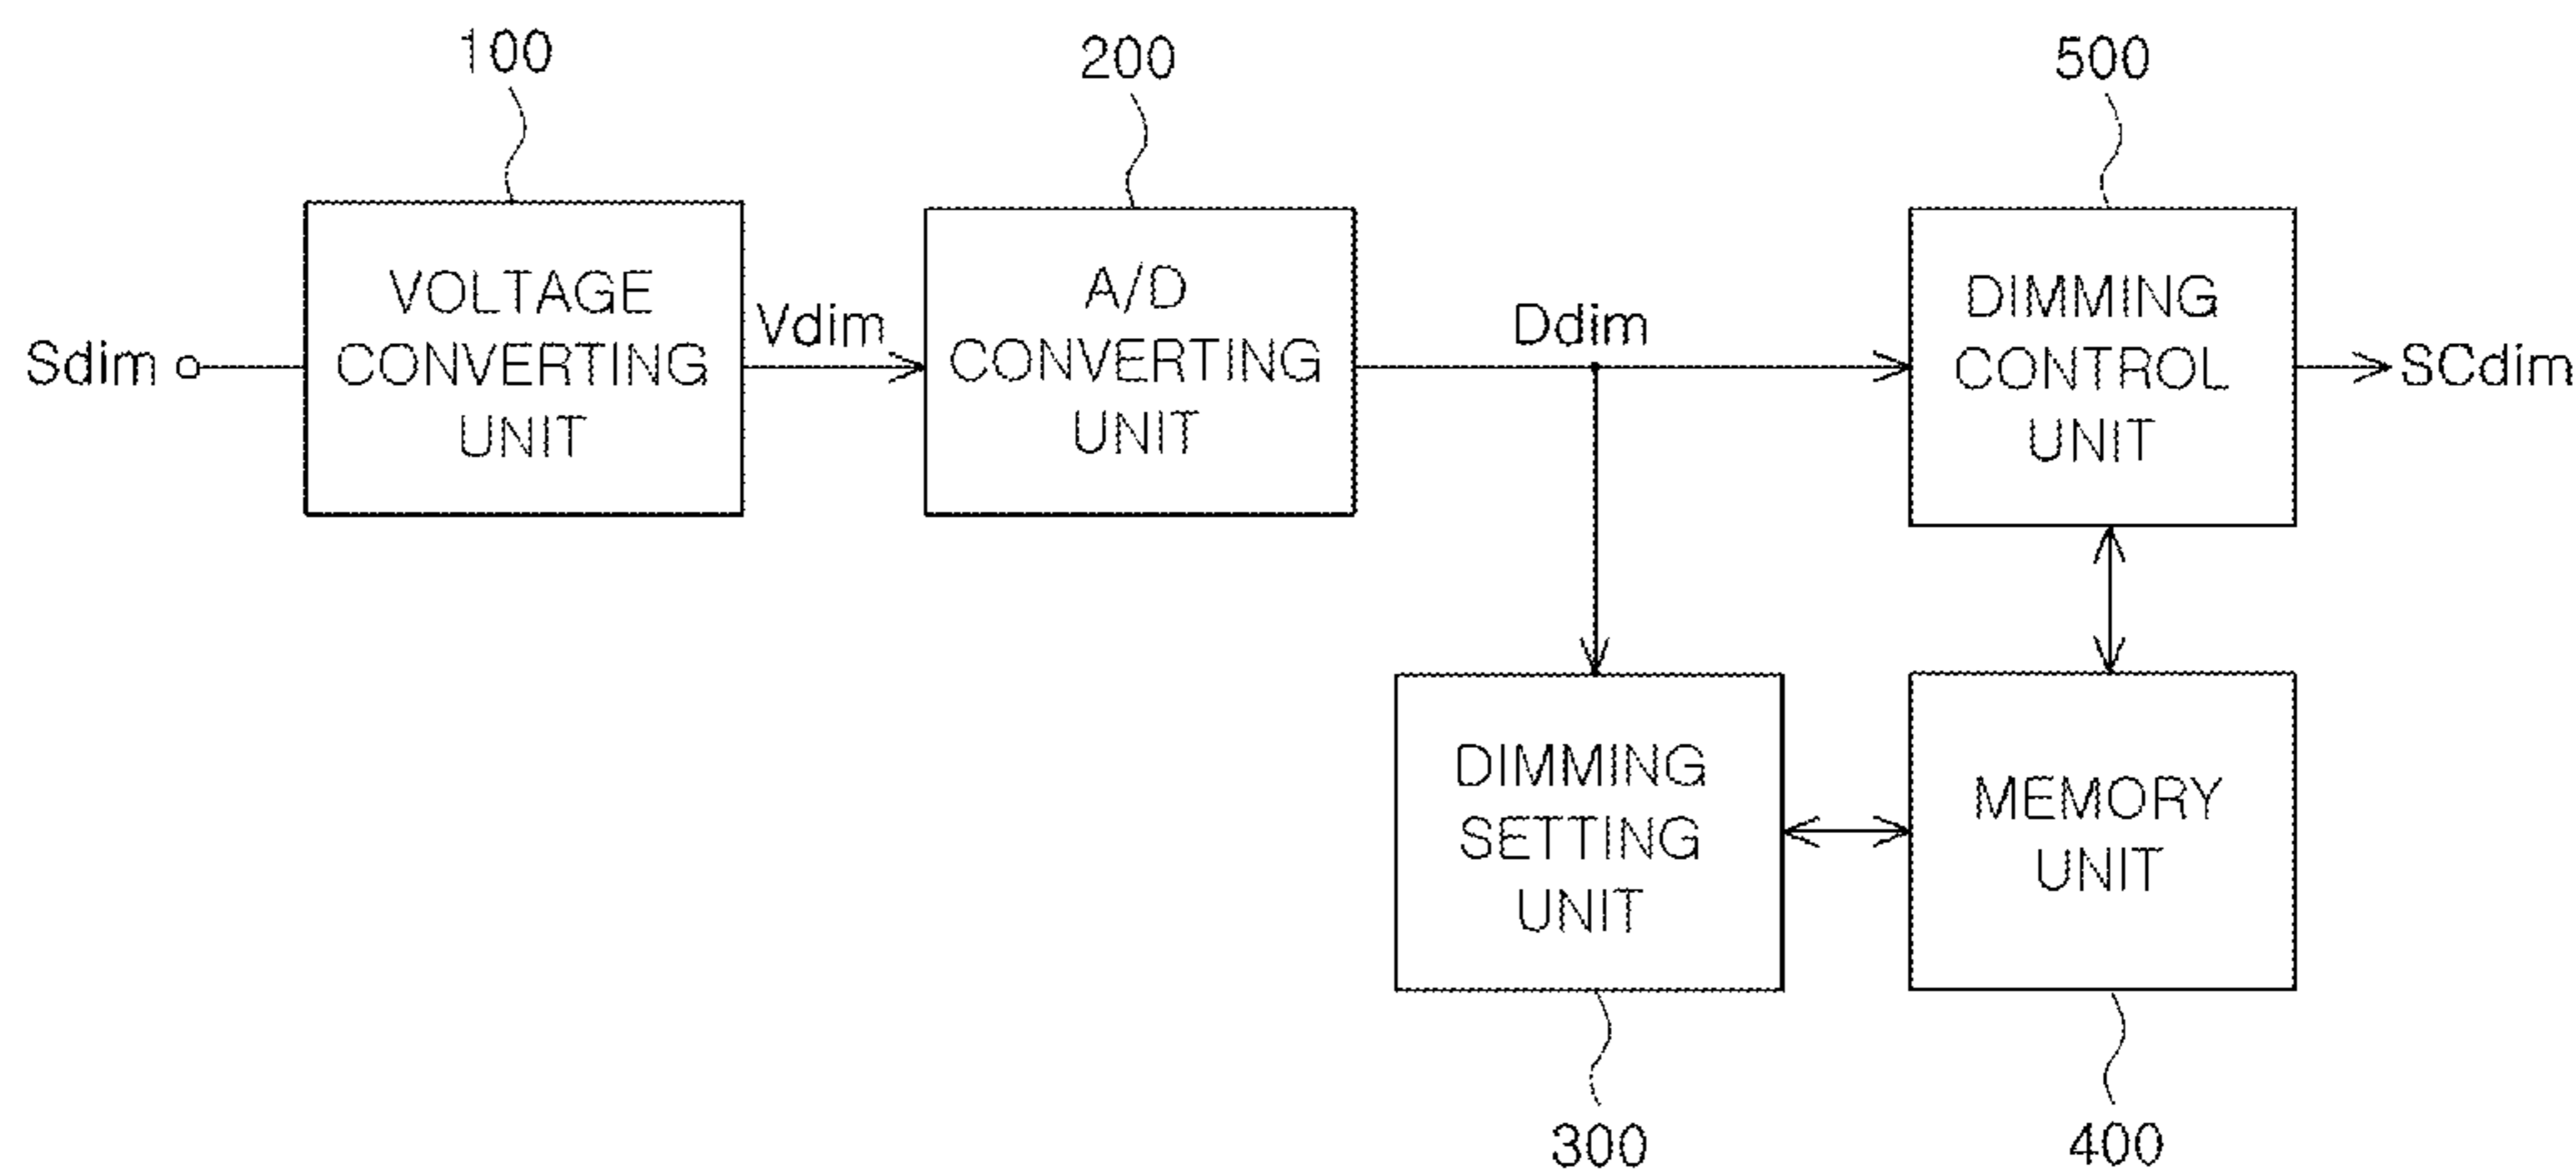 100
200
500
Sdim
VOLTAGE
CONVERTING
UNIT
Vdim
A/D
CONVERTING
UNIT
Ddim
DIMMING
CONTROL
UNIT
SCdim
DIMMING
SETTING
UNIT
MEMORY
UNIT
300
400